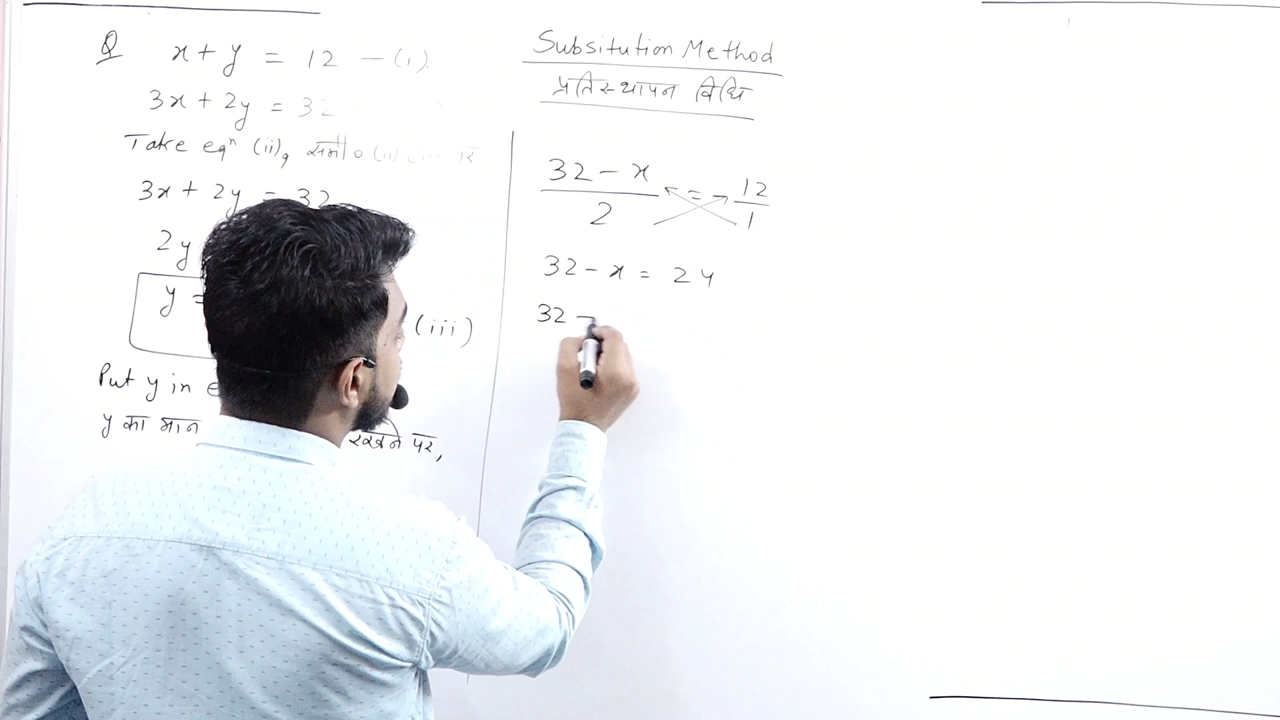 Q x + y = 12 — (i)
3x + 2y = 32
Take eqⁿ (ii), समी० (ii) पर
3x + 2y = 32
2y
y =
(iii)
Put y in e
y का मान रखने पर,
Subsitution Method
प्रतिस्थापन विधि
32 - x / 2 = 12 / 1
32 - x = 24
32 -